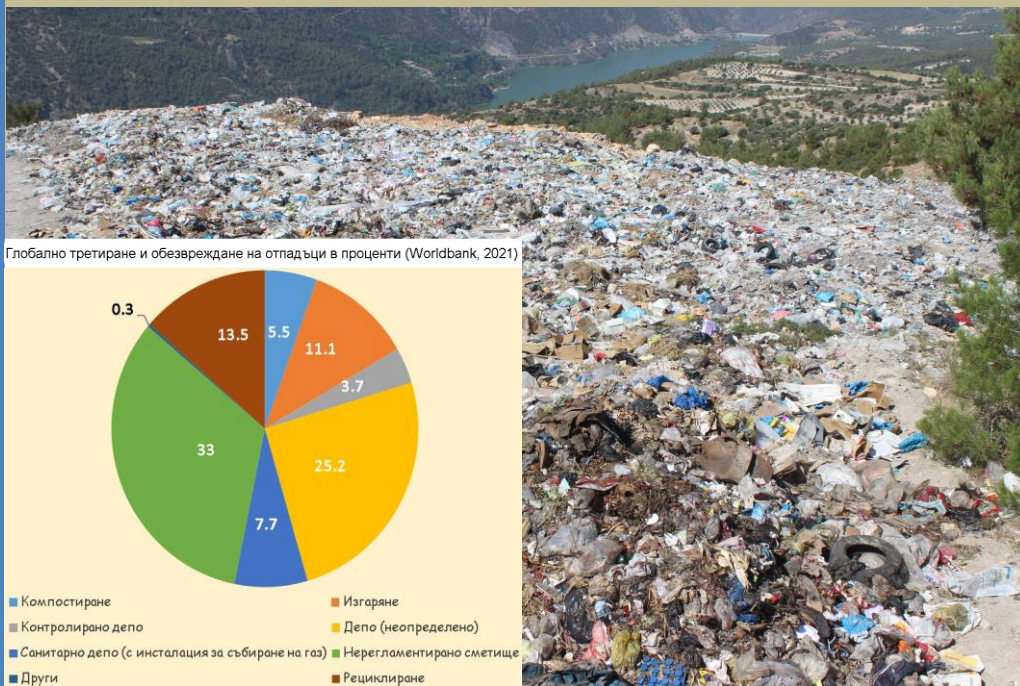 Глобално третиране и обезвреждане на отпадъци в проценти (Worldbank, 2021)
0.3
13.5
5.5
11.1
3.7
33
25.2
7.7
Компостиране
Изгаряне
Контролирано депо
Депо (неопределено)
Санитарно депо (с инсталация за събиране на газ)
Нерегламентирано сметище
Други
Рециклиране